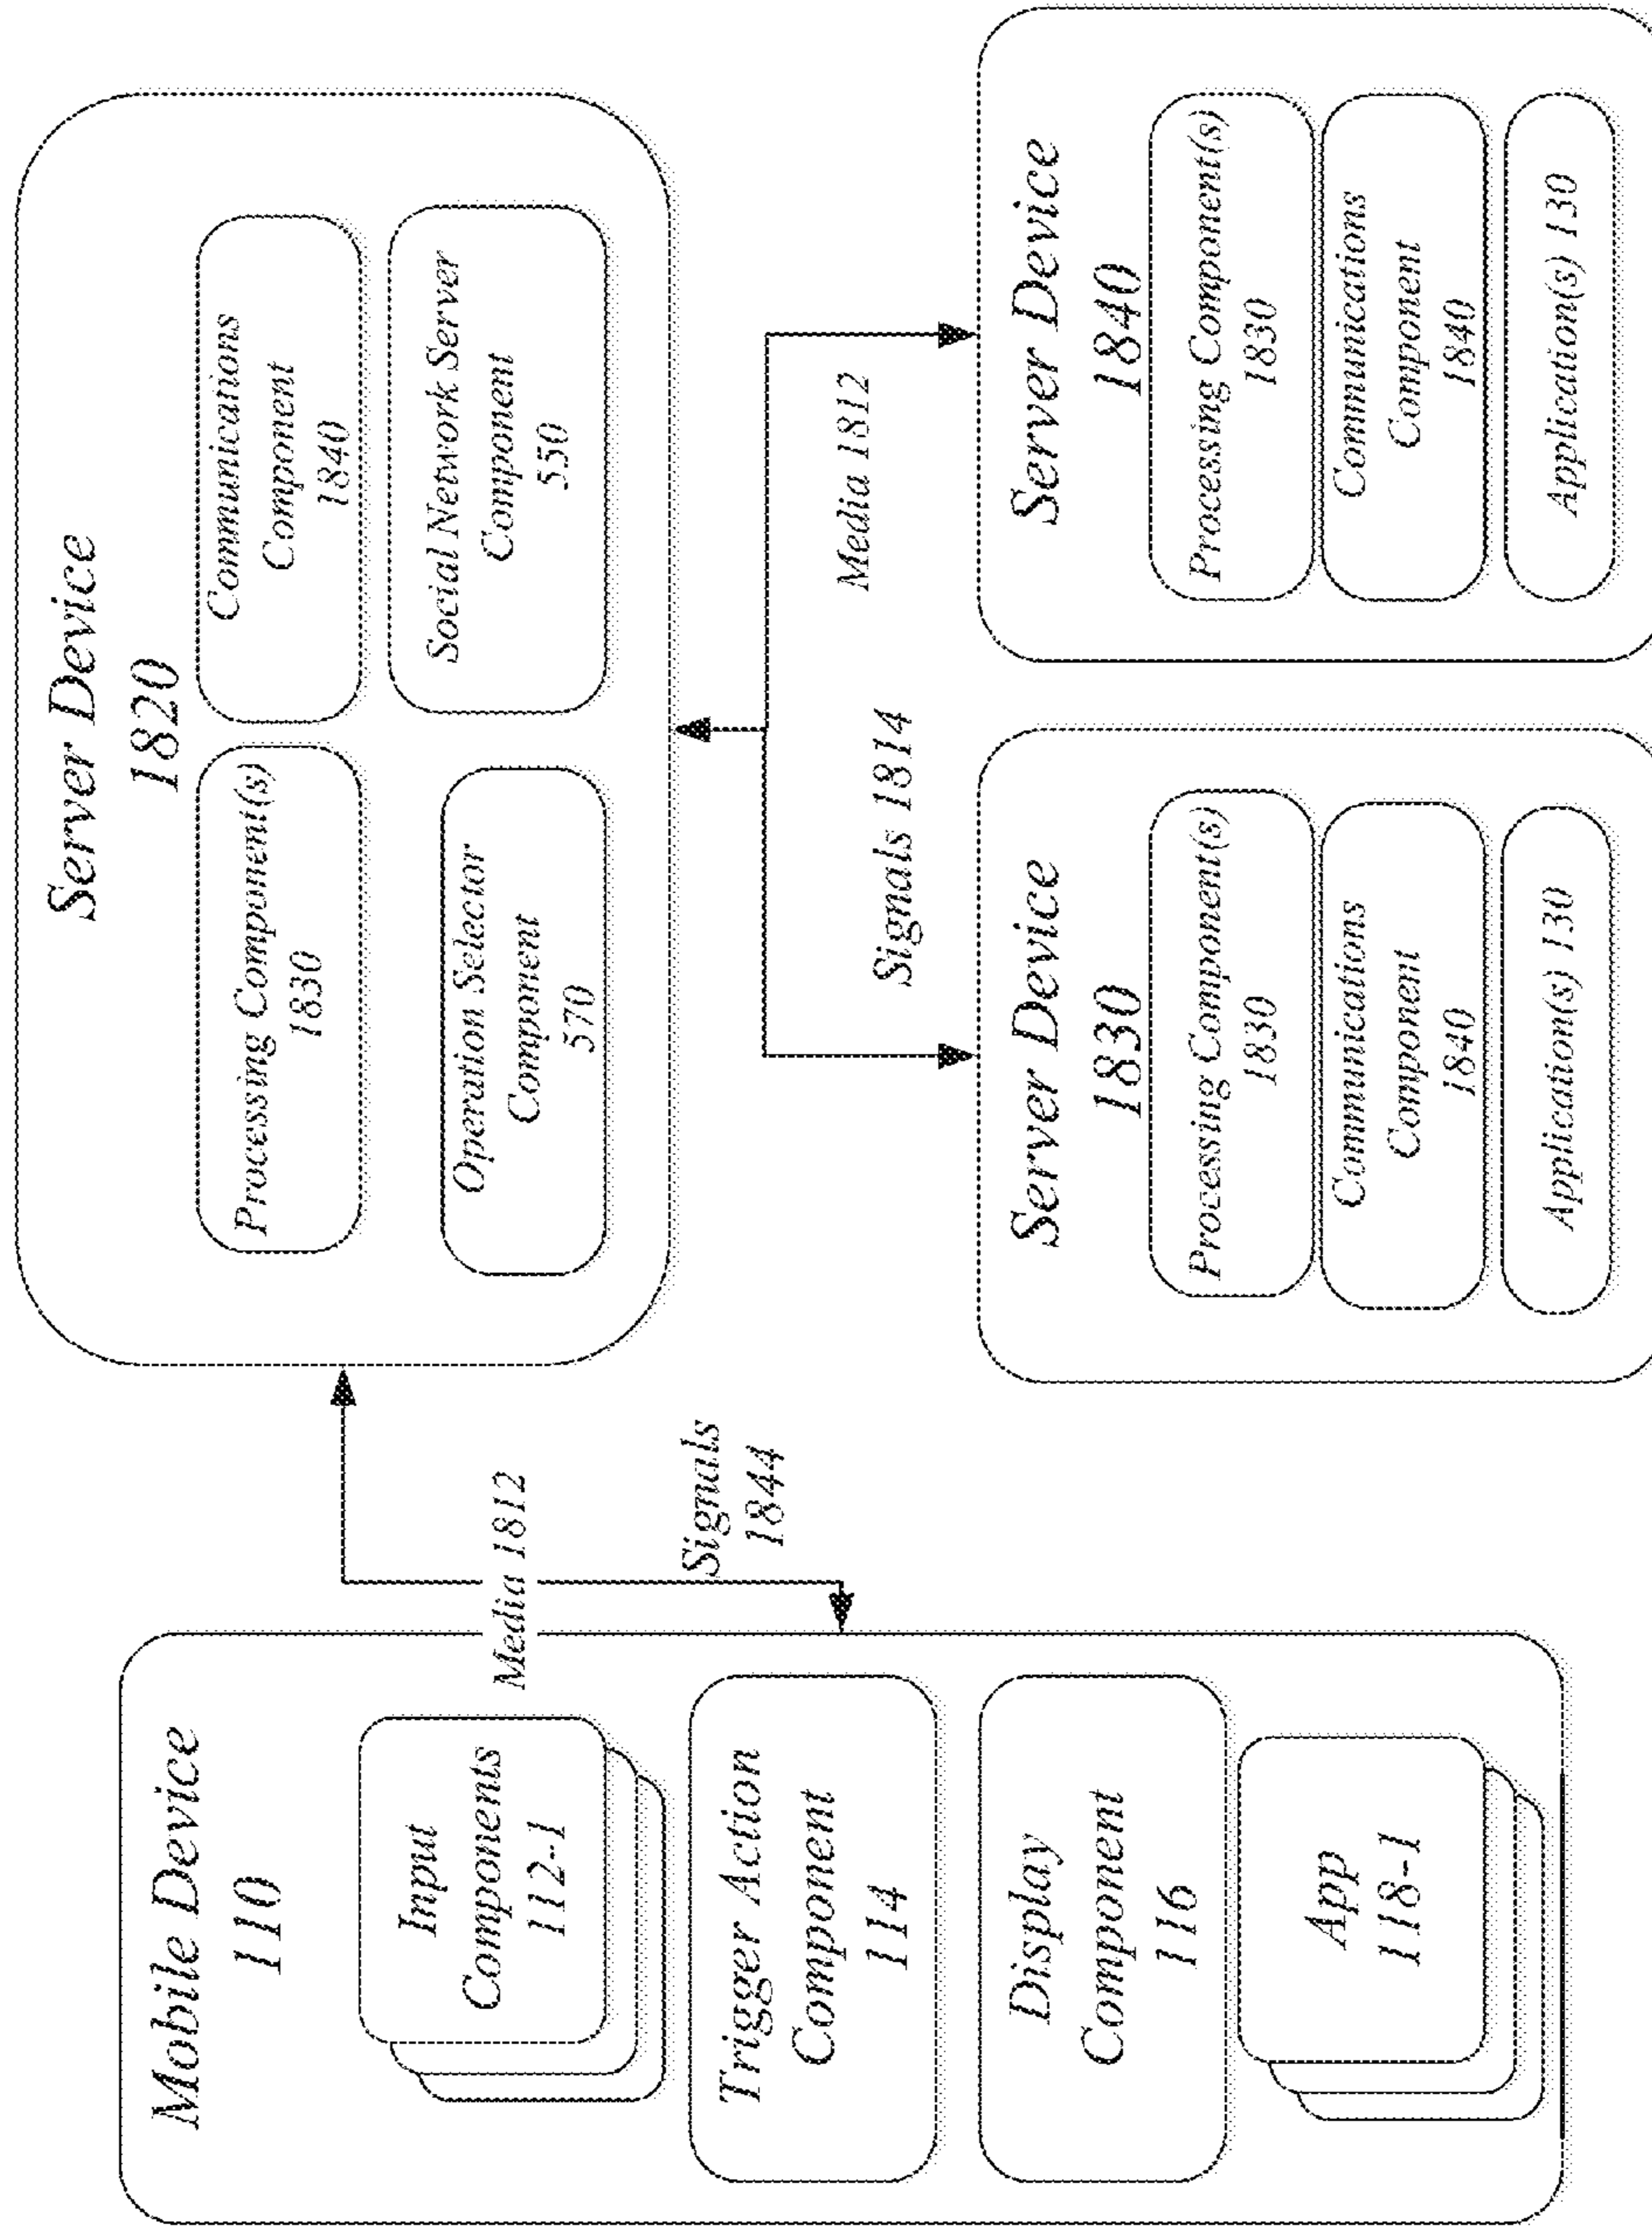 Mobile Device
110
Input
Components
112-1
Trigger Action
Component
114
Display
Component
116
App
118-1
Media 1812
Signals
1844
Server Device
1820
Processing Component(s)
1830
Communications
Component
1840
Operation Selector
Component
570
Social Network Server
Component
550
Signals 1814
Media 1812
Server Device
1830
Processing Component(s)
1830
Communications
Component
1840
Application(s) 130
Server Device
1840
Processing Component(s)
1830
Communications
Component
1840
Application(s) 130